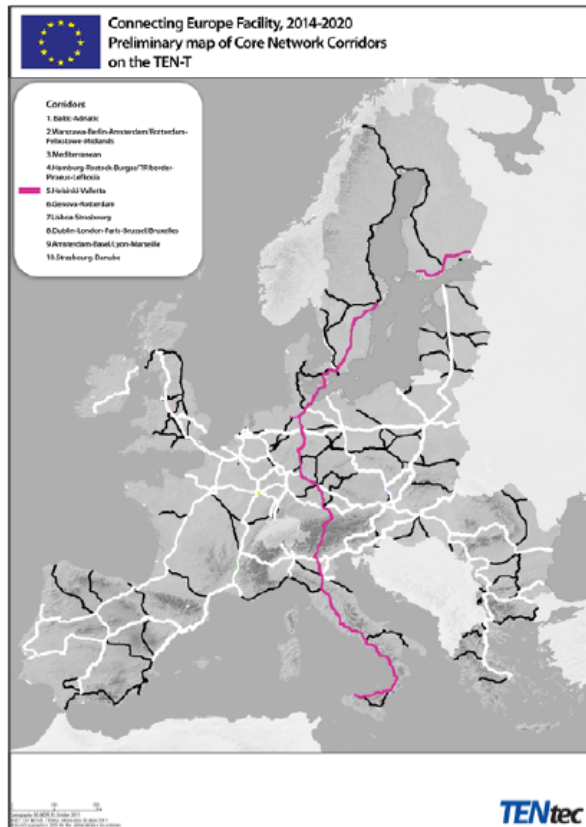 Connecting Europe Facility, 2014-2020
Preliminary map of Core Network Corridors
on the TEN-T
Corridors
1.Baltic-Adriatic
2.Warszawa-Berlin-Amsterdam/Rotterdam-
Felixstowe-Midlands
3.Mediterranean
4.Hamburg-Rostock-Burgas/TRborder-
Piraeus-Lefkosia
5.Helsinki-Valletta
6.Genova-Rotterdam
7.Lisboa-Strasbourg
8.Dublin-London-Paris-Brussel/Bruxelles
9.Amsterdam-Basel/Lyon-Marseille
10.Strasbourg-Danube
TENtec